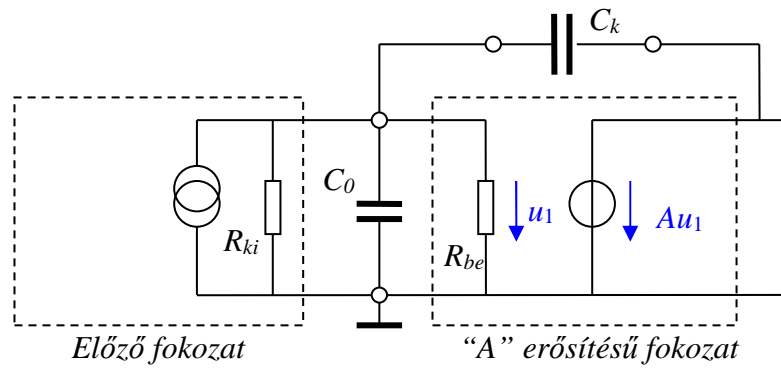 C_k
C_0
R_ki
R_be
u_1
Au_1
Előző fokozat
“A” erősítésű fokozat